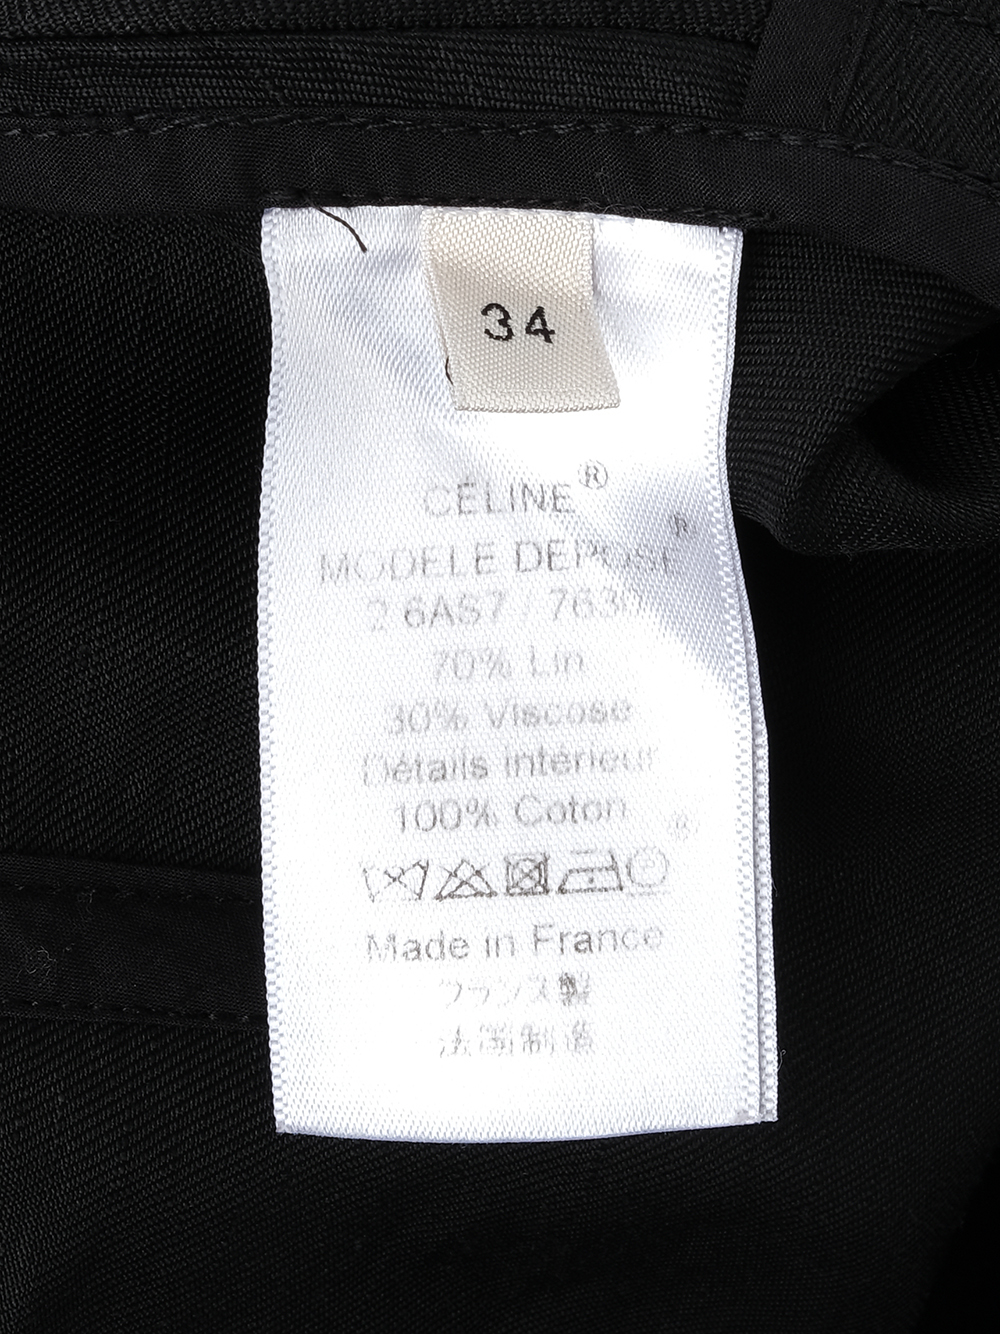 34
CÉLINE®
MODELE DEPOSE®
2 6AS7 / 763
70% Lin
30% Viscose
Détails intérieur
100% Coton
Made in France
フランス製
法国制造